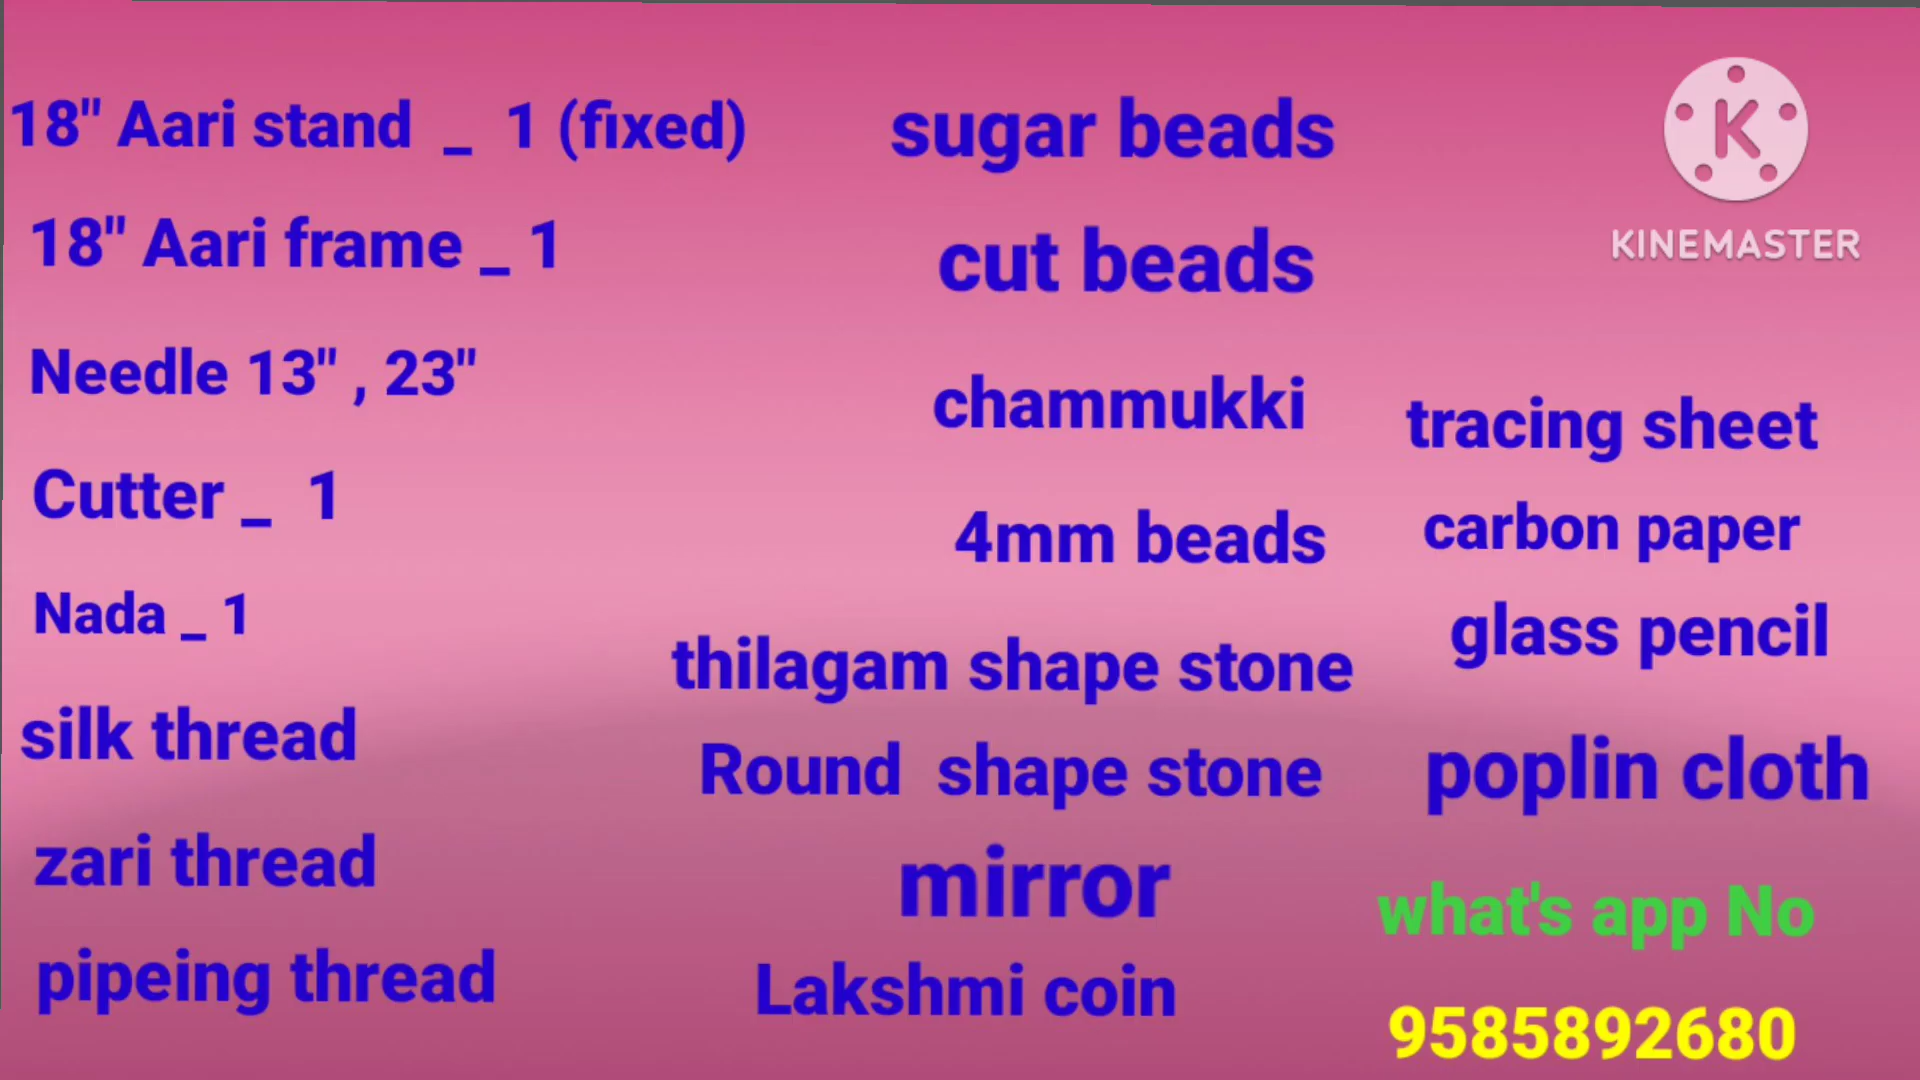 18" Aari stand _ 1 (fixed)
18" Aari frame _ 1
Needle 13" , 23"
Cutter _ 1
Nada _ 1
silk thread
zari thread
pipeing thread
sugar beads
cut beads
chammukki
4mm beads
thilagam shape stone
Round shape stone
mirror
Lakshmi coin
K
KINEMASTER
tracing sheet
carbon paper
glass pencil
poplin cloth
what's app No
9585892680